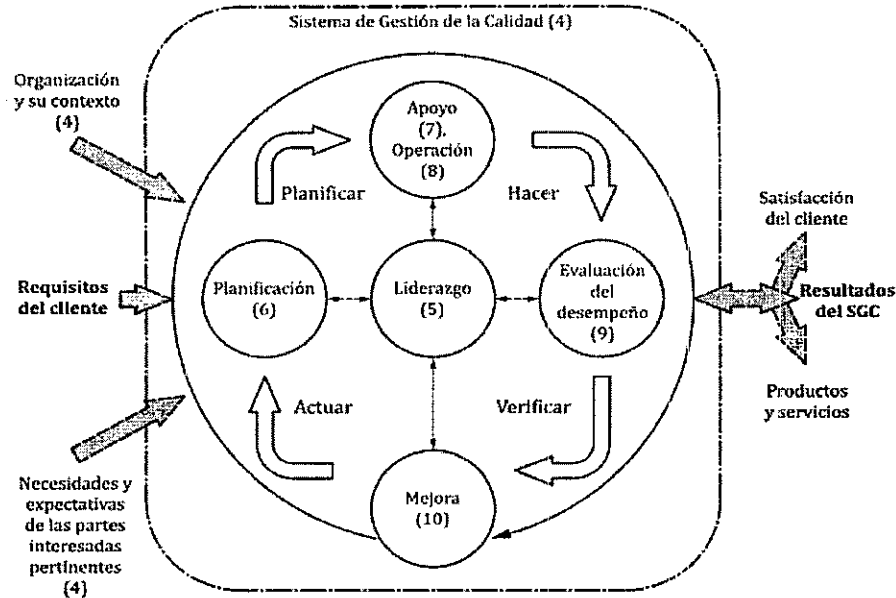 Sistema de Gestión de la Calidad (4)
Organización
y su contexto
(4)
Apoyo
(7),
Operación
(8)
Planificar
Hacer
Satisfacción
del cliente
Requisitos
del cliente
Planificación
(6)
Liderazgo
(5)
Evaluación
del
desempeño
(9)
Resultados
del SGC
Actuar
Verificar
Productos
y servicios
Necesidades y
expectativas
de las partes
interesadas
pertinentes
(4)
Mejora
(10)